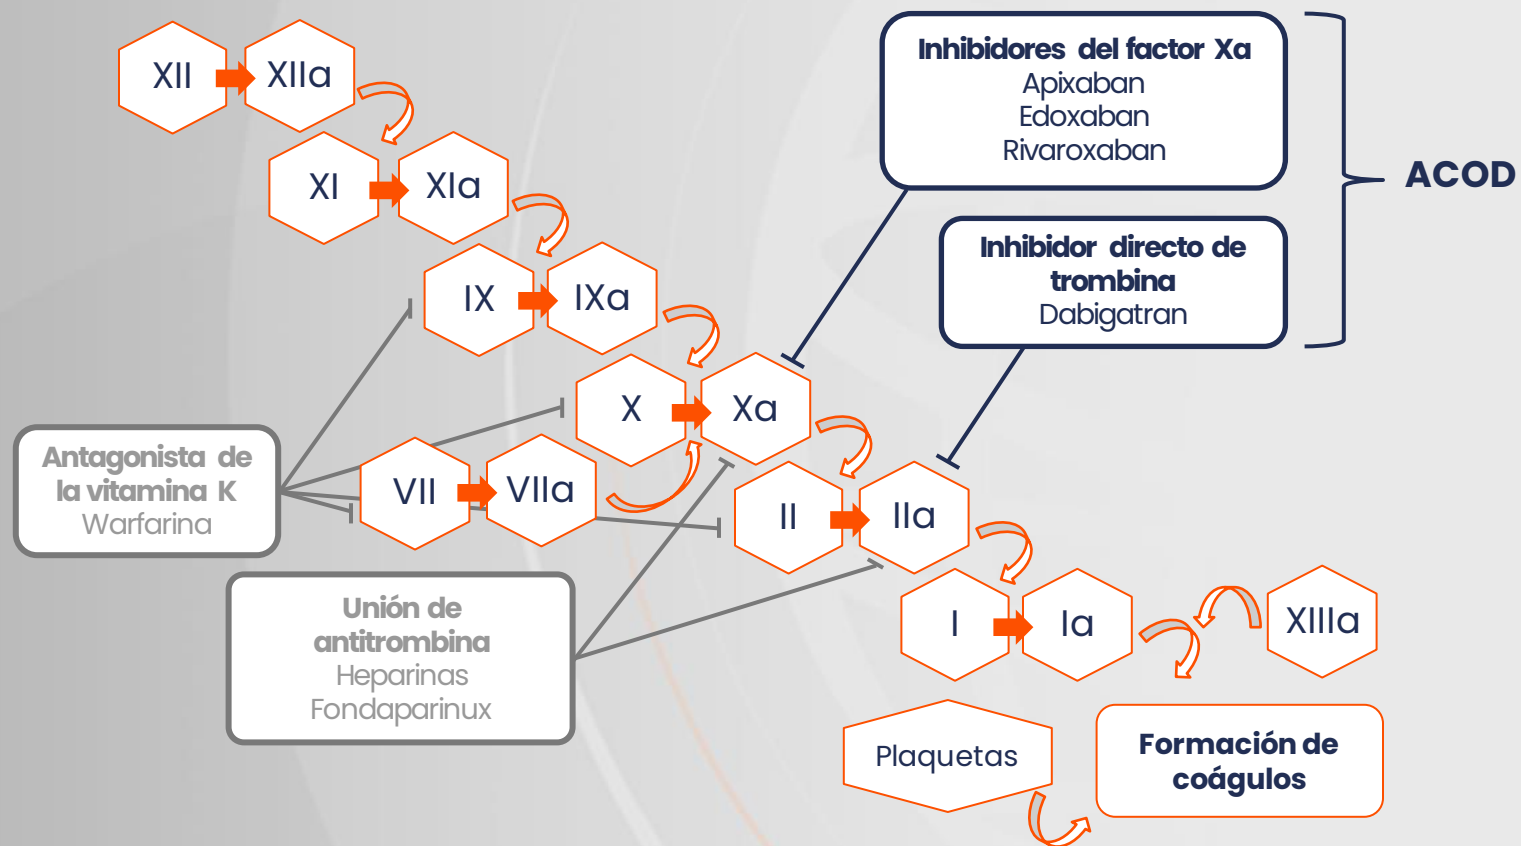 XII
XIIa
Inhibidores del factor Xa
Apixaban
Edoxaban
Rivaroxaban
ACOD
XI
XIa
Inhibidor directo de
trombina
Dabigatran
IX
IXa
X
Xa
Antagonista de
la vitamina K
Warfarina
VII
VIIa
II
IIa
Unión de
antitrombina
Heparinas
Fondaparinux
I
Ia
XIIIa
Plaquetas
Formación de
coágulos